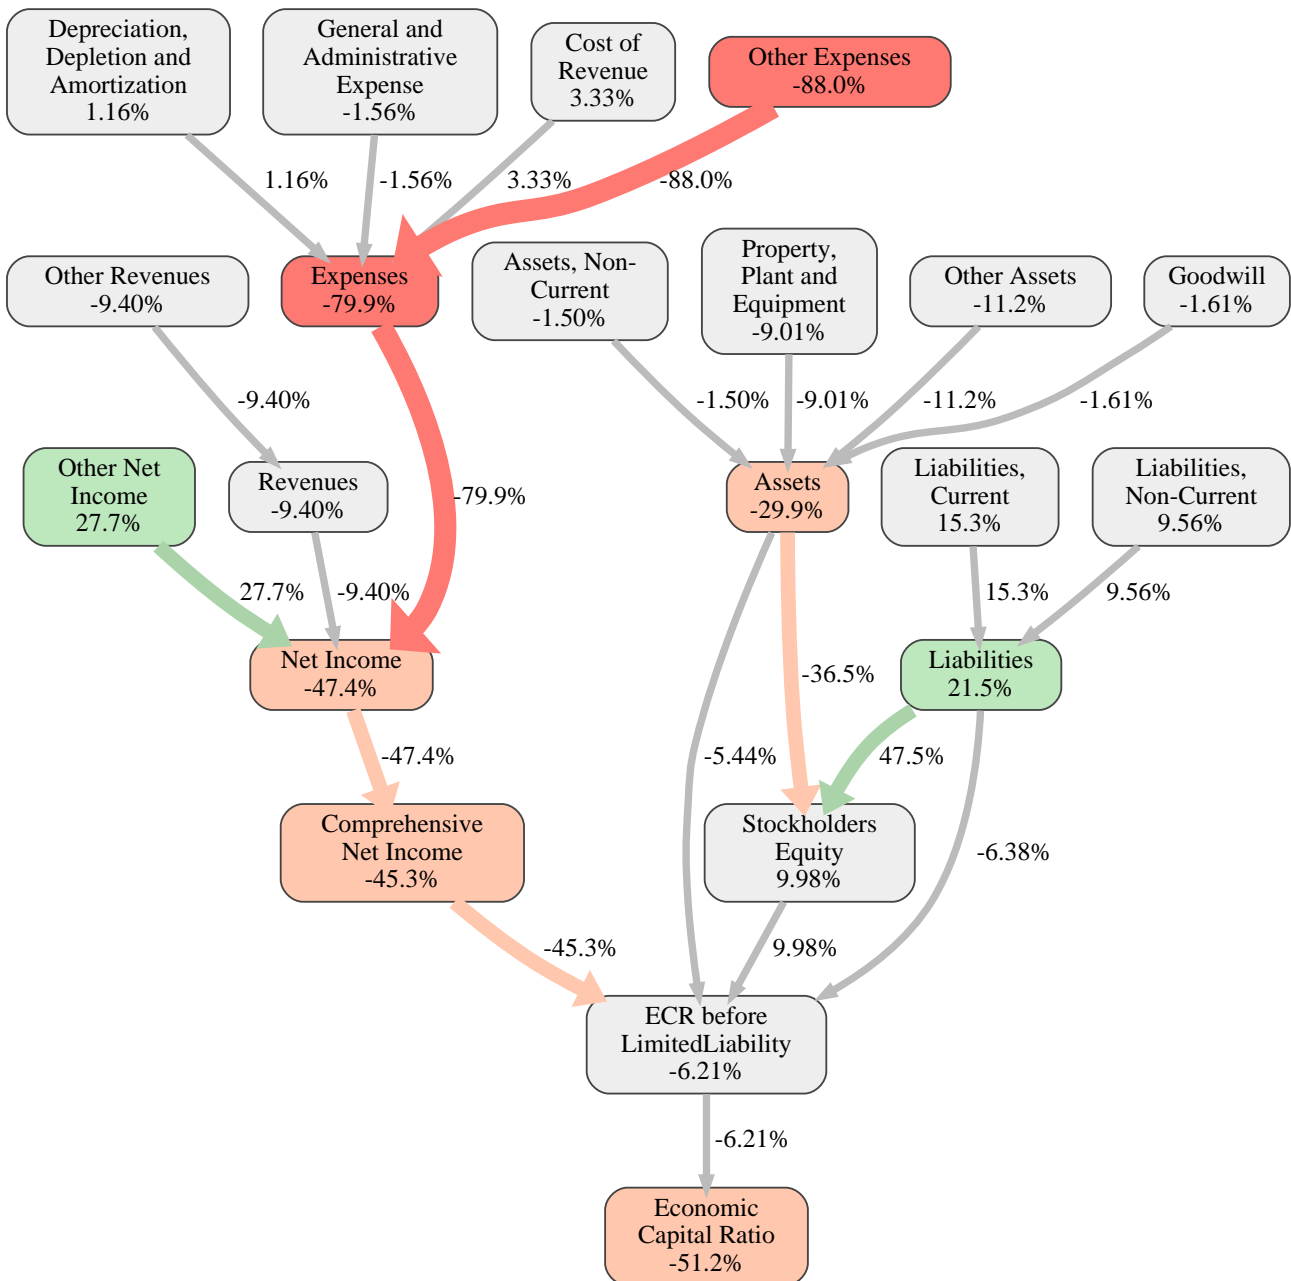 Depreciation,
Depletion and
Amortization
1.16%
General and
Administrative
Expense
-1.56%
Cost of
Revenue
3.33%
Other Expenses
-88.0%
1.16%
-1.56%
3.33%
-88.0%
Other Revenues
-9.40%
Expenses
-79.9%
Assets, Non-
Current
-1.50%
Property,
Plant and
Equipment
-9.01%
Other Assets
-11.2%
Goodwill
-1.61%
-9.40%
-1.50%
-9.01%
-11.2%
-1.61%
Other Net
Income
27.7%
Revenues
-9.40%
-79.9%
Assets
-29.9%
Liabilities,
Current
15.3%
Liabilities,
Non-Current
9.56%
27.7%
-9.40%
15.3%
9.56%
Net Income
-47.4%
-36.5%
Liabilities
21.5%
-47.4%
-5.44%
47.5%
Comprehensive
Net Income
-45.3%
Stockholders
Equity
9.98%
-6.38%
-45.3%
9.98%
ECR before
LimitedLiability
-6.21%
-6.21%
Economic
Capital Ratio
-51.2%